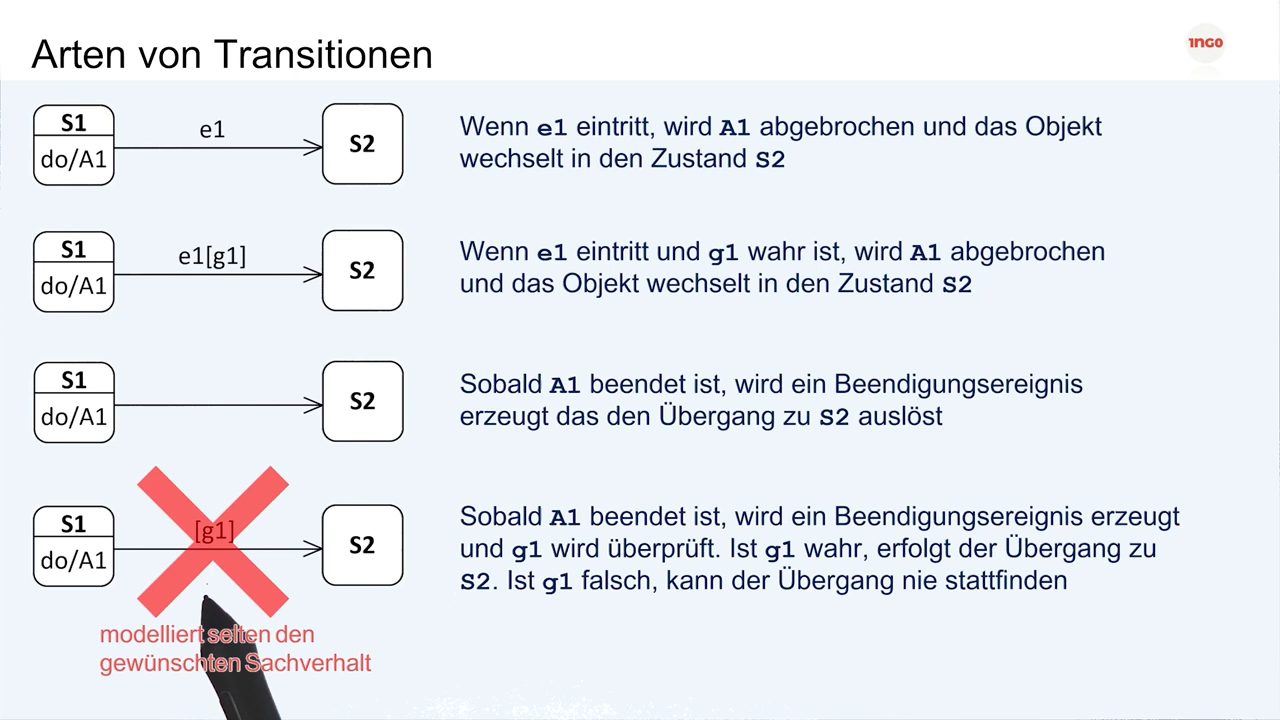 Arten von Transitionen
1NGO
S1
do/A1
e1
S2
Wenn e1 eintritt, wird A1 abgebrochen und das Objekt
wechselt in den Zustand S2
S1
do/A1
e1[g1]
S2
Wenn e1 eintritt und g1 wahr ist, wird A1 abgebrochen
und das Objekt wechselt in den Zustand S2
S1
do/A1
S2
Sobald A1 beendet ist, wird ein Beendigungsereignis
erzeugt das den Übergang zu S2 auslöst
S1
do/A1
[g1]
S2
Sobald A1 beendet ist, wird ein Beendigungsereignis erzeugt
und g1 wird überprüft. Ist g1 wahr, erfolgt der Übergang zu
S2. Ist g1 falsch, kann der Übergang nie stattfinden
modelliert selten den
gewünschten Sachverhalt